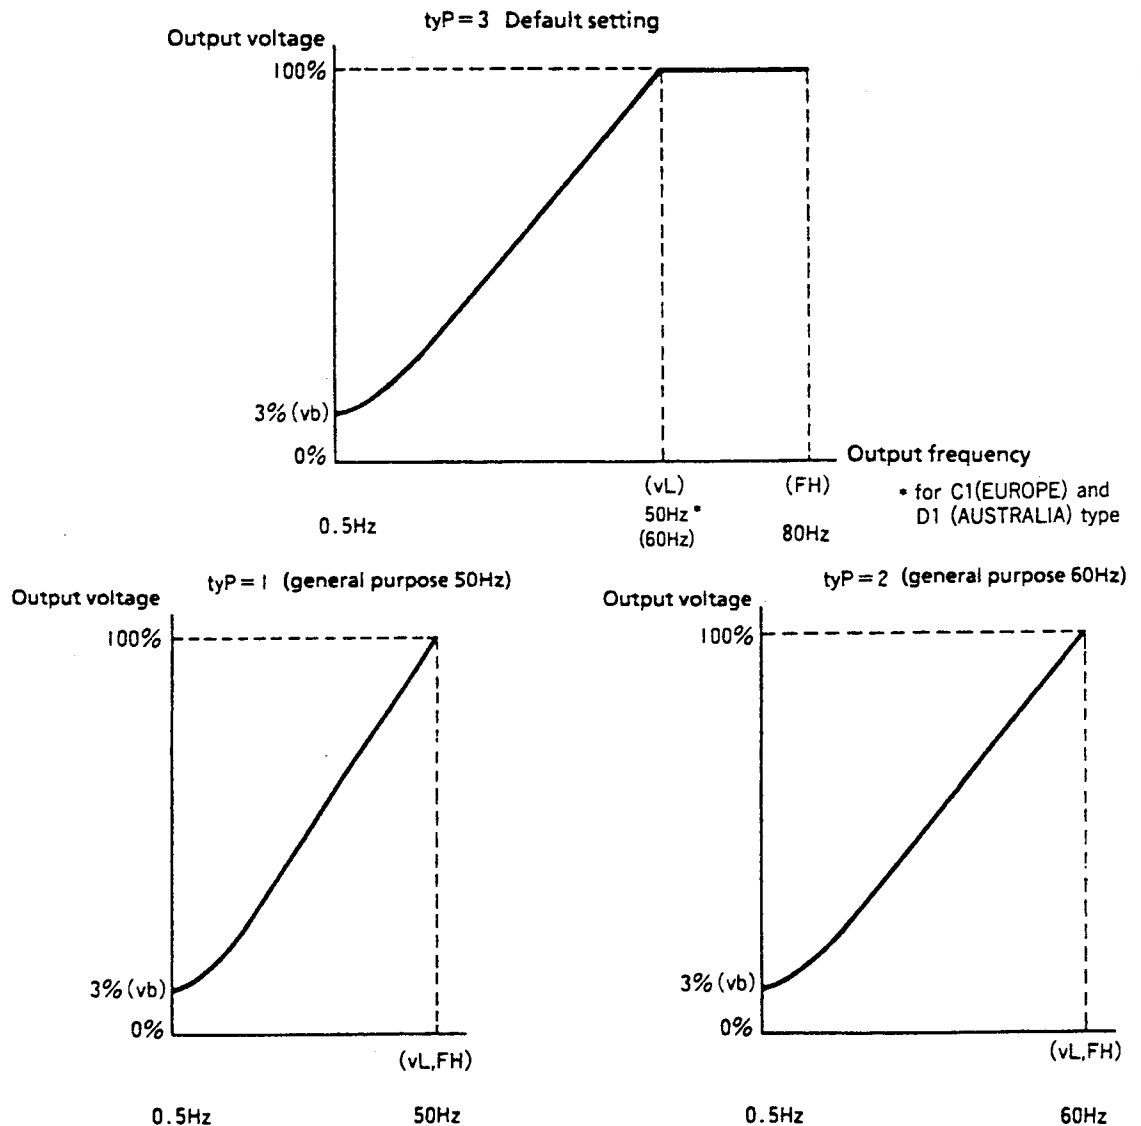 tyP = 3 Default setting
Output voltage
100%
3% (vb)
0%
Output frequency
(vL)
(FH)
0.5Hz
50Hz *
(60Hz)
80Hz
* for C1(EUROPE) and
D1 (AUSTRALIA) type
tyP = 1 (general purpose 50Hz)
Output voltage
100%
3% (vb)
0%
(vL,FH)
0.5Hz
50Hz
tyP = 2 (general purpose 60Hz)
Output voltage
100%
3% (vb)
0%
(vL,FH)
0.5Hz
60Hz